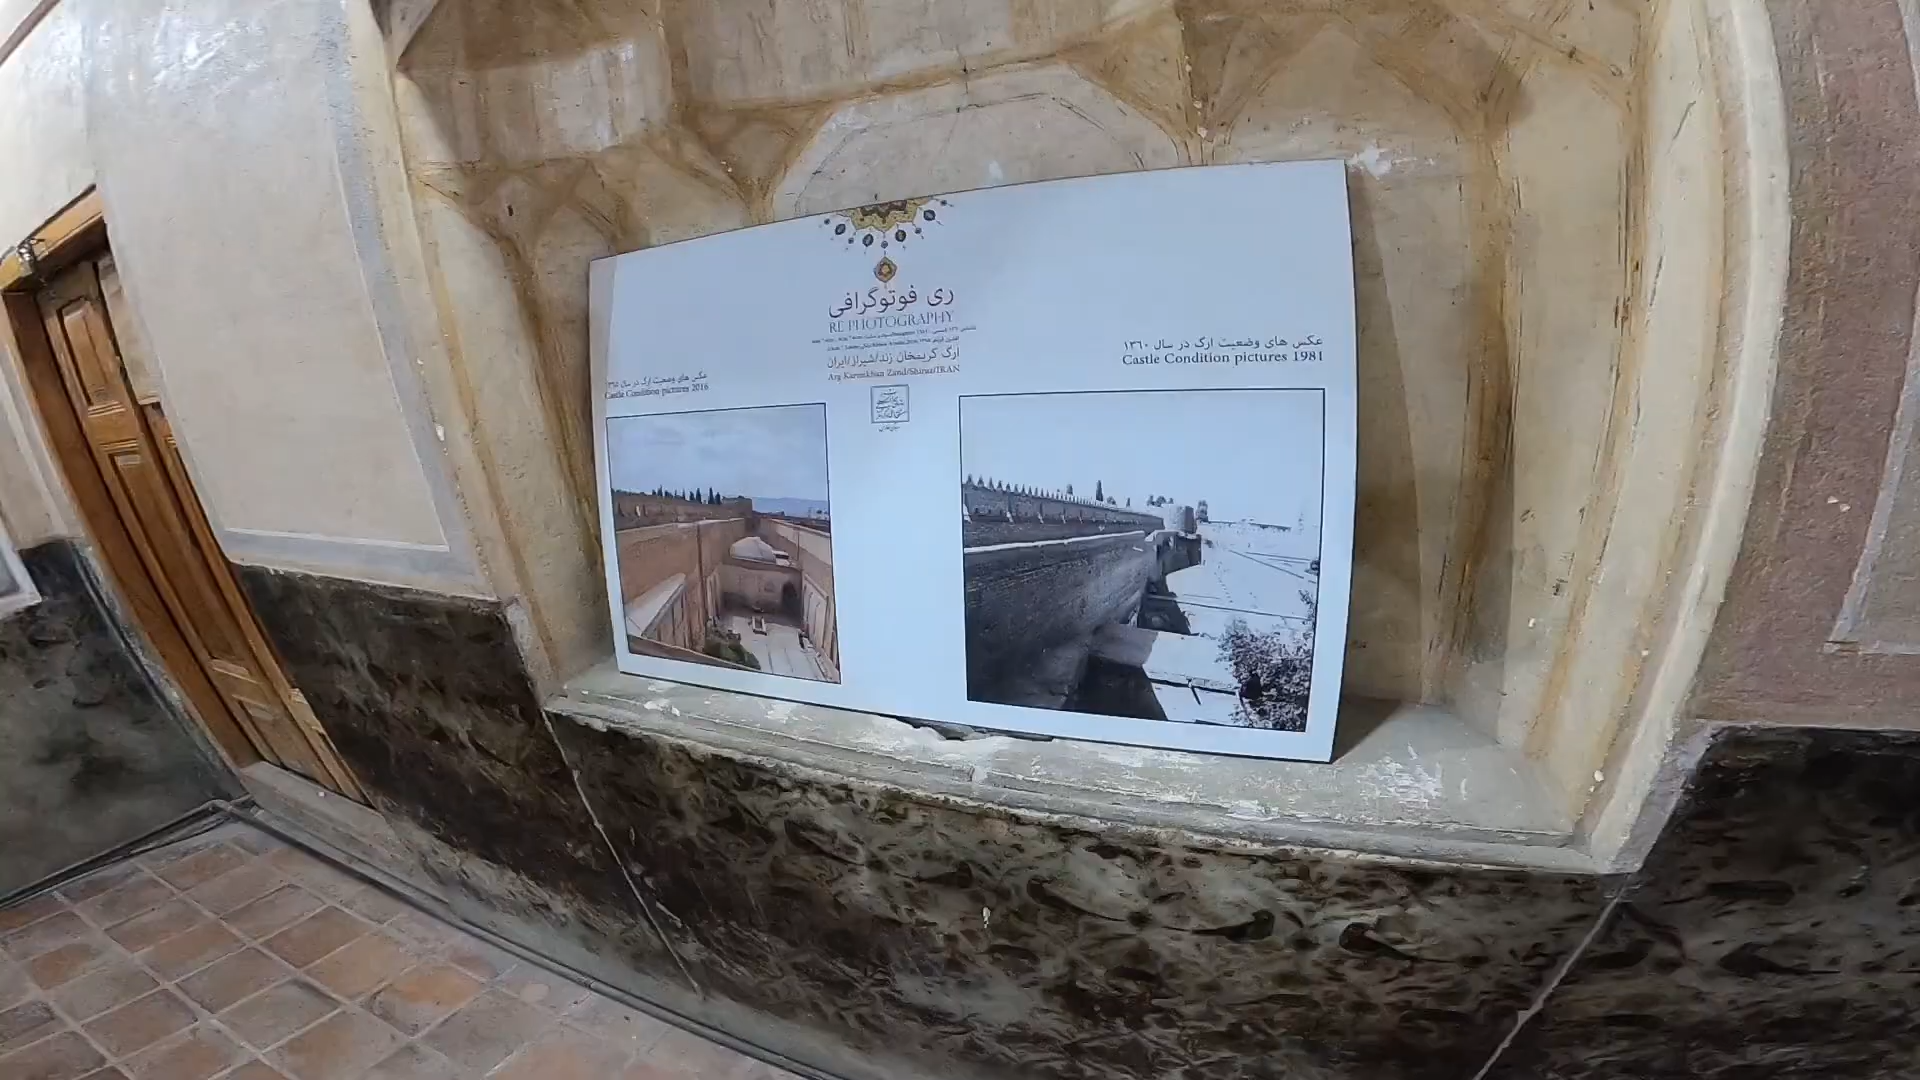 ری فوتوگرافی
RE PHOTOGRAPHY
ارگ کریمخان زند/شیراز/ایران
Arg Karimkhan Zand/Shiraz/IRAN
عکس های وضعیت ارگ در سال
Castle Condition pictures 2016
عکس های وضعیت ارگ در سال ۱۳۶۰
Castle Condition pictures 1981